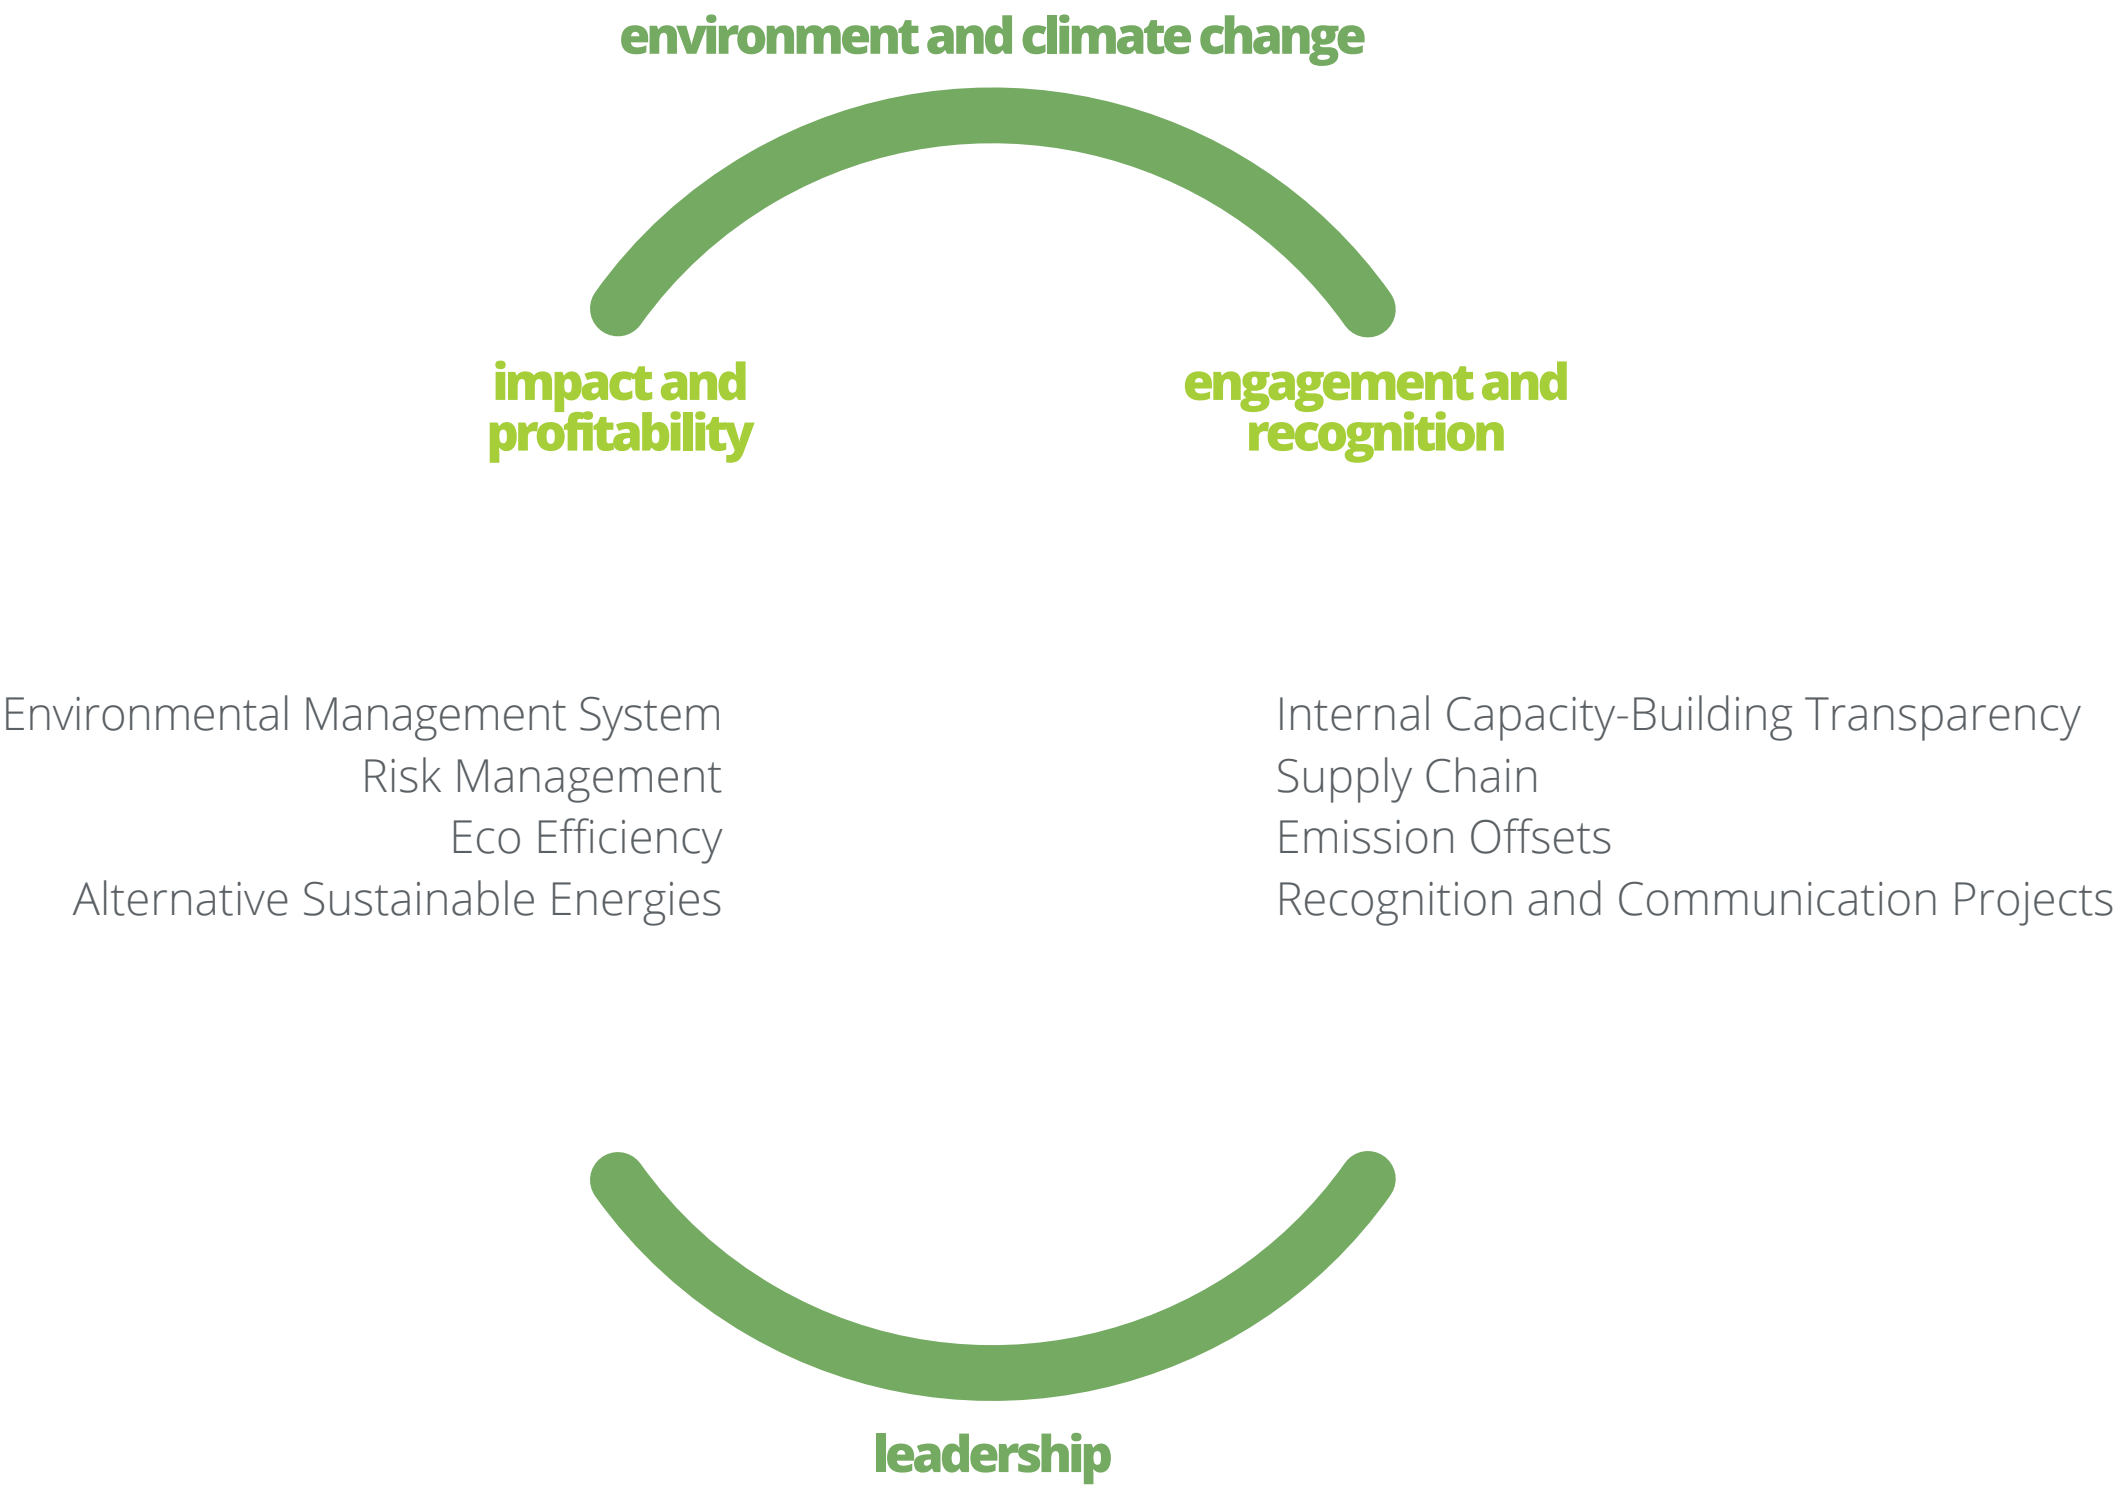 environment and climate change
impact and
profitability
engagement and
recognition
Environmental Management System
Risk Management
Eco Efficiency
Alternative Sustainable Energies
Internal Capacity-Building Transparency
Supply Chain
Emission Offsets
Recognition and Communication Projects
leadership